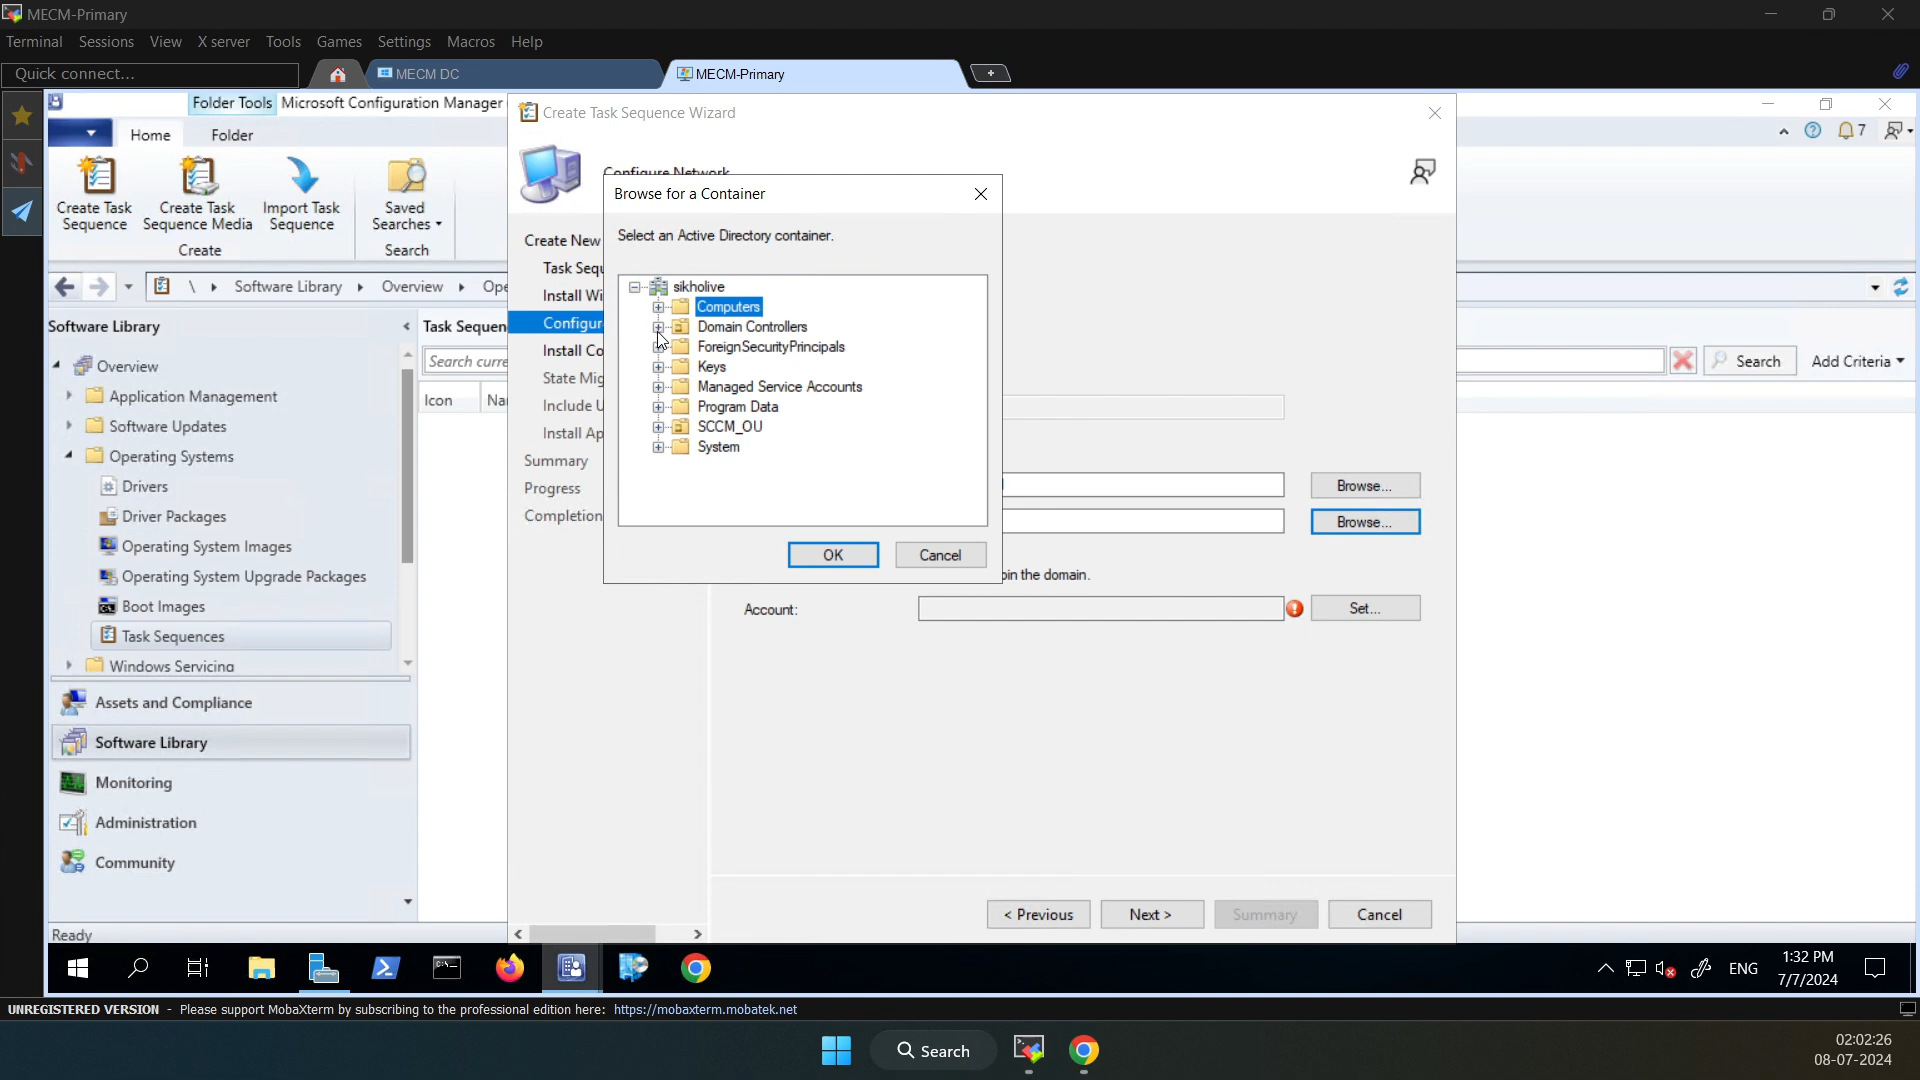 MECM-Primary
Terminal Sessions View X server Tools Games Settings Macros Help
Quick connect...
MECM DC
MECM-Primary
Folder Tools Microsoft Configuration Manager
Home Folder
7
Create Task Sequence
Create Task Sequence Media
Import Task Sequence
Saved Searches
Create
Search
\ Software Library Overview Ope
Software Library
Overview
Application Management
Software Updates
Operating Systems
Drivers
Driver Packages
Operating System Images
Operating System Upgrade Packages
Boot Images
Task Sequences
Windows Servicing
Assets and Compliance
Software Library
Monitoring
Administration
Community
Ready
Task Sequen
Search curre
Icon Na
Search Add Criteria
Create Task Sequence Wizard
Configure Network
Create New
Task Sequ
Install Wi
Configur
Install Co
State Mig
Include U
Install Ap
Summary
Progress
Completion
Browse for a Container
Select an Active Directory container.
sikholive
Computers
Domain Controllers
ForeignSecurityPrincipals
Keys
Managed Service Accounts
Program Data
SCCM_OU
System
OK Cancel
Browse...
Browse...
oin the domain.
Account:
Set...
< Previous Next > Summary Cancel
ENG
1:32 PM
7/7/2024
UNREGISTERED VERSION - Please support MobaXterm by subscribing to the professional edition here: https://mobaxterm.mobatek.net
Search
02:02:26
08-07-2024